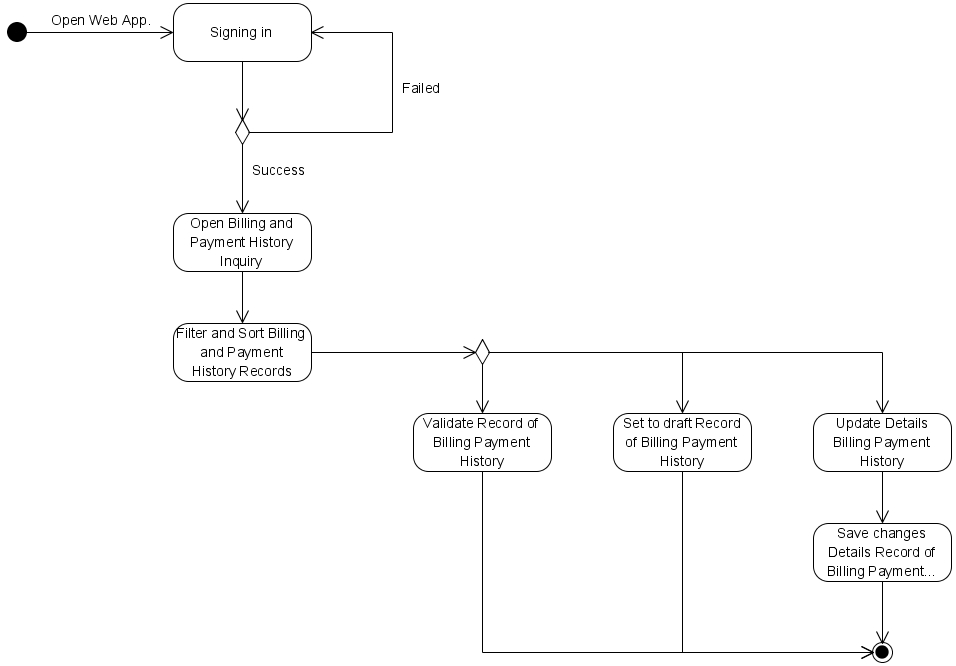 Open Web App.
Signing in
Failed
Success
Open Billing and
Payment History
Inquiry
Filter and Sort Billing
and Payment
History Records
Validate Record of
Billing Payment
History
Set to draft Record
of Billing Payment
History
Update Details
Billing Payment
History
Save changes
Details Record of
Billing Payment...